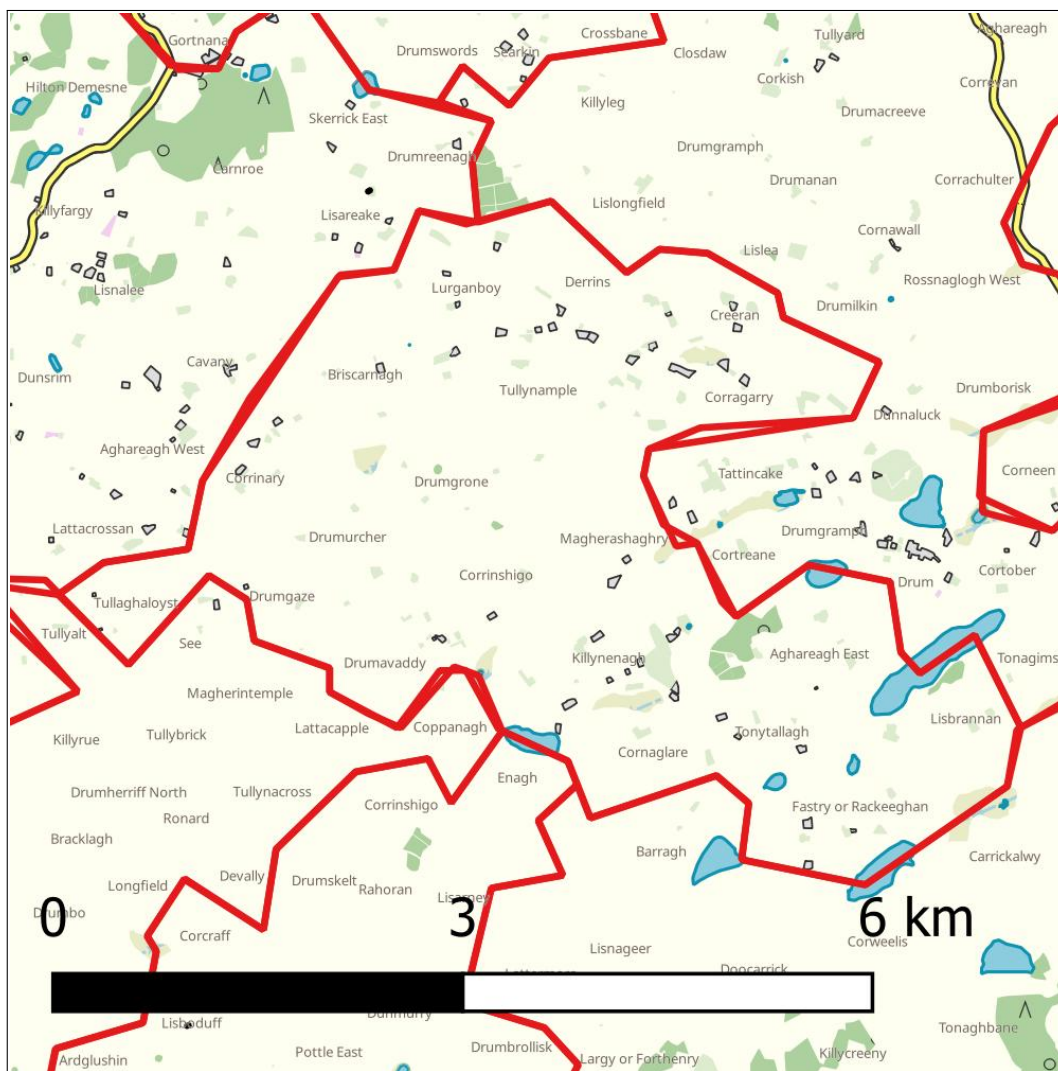 Gortnana
Drumswords
Searkin
Crossbane
Closdaw
Tullyard
Aghareagh
Hilton Demesne
Corkish
Correvan
Skerrick East
Killyleg
Drumacreeve
Drumreenagh
Drumgramph
Carnroe
Drumanan
Corrachulter
Killyfargy
Lisareake
Lislongfield
Cornawall
Lislea
Lisnalee
Lurganboy
Derrins
Rossnaglogh West
Creeran
Drumilkin
Dunsrim
Cavany
Briscarnagh
Tullynample
Corragarry
Drumborisk
Dunnaluck
Aghareagh West
Corrinary
Drumgrone
Tattincake
Corneen
Lattacrossan
Drumurcher
Magherashaghry
Drumgramph
Cortreane
Corrinshigo
Drum
Cortober
Tullaghaloyst
Drumgaze
Tullyalt
See
Drumavaddy
Killynenagh
Aghareagh East
Tonagims
Magherintemple
Killyrue
Tullybrick
Lattacapple
Coppanagh
Cornaglare
Tonytallagh
Lisbrannan
Enagh
Drumherriff North
Tullynacross
Corrinshigo
Fastry or Rackeeghan
Ronard
Bracklagh
Barragh
Carrickalwy
Longfield
Devally
Drumskelt
Rahoran
Lisarney
Drumbo
0
3
6 km
Corcraff
Lisnageer
Corweelis
Doocarrick
Lisboduff
Dunmurry
Tonaghbane
Ardglushin
Pottle East
Drumbrollisk
Largy or Forthenry
Killycreeny